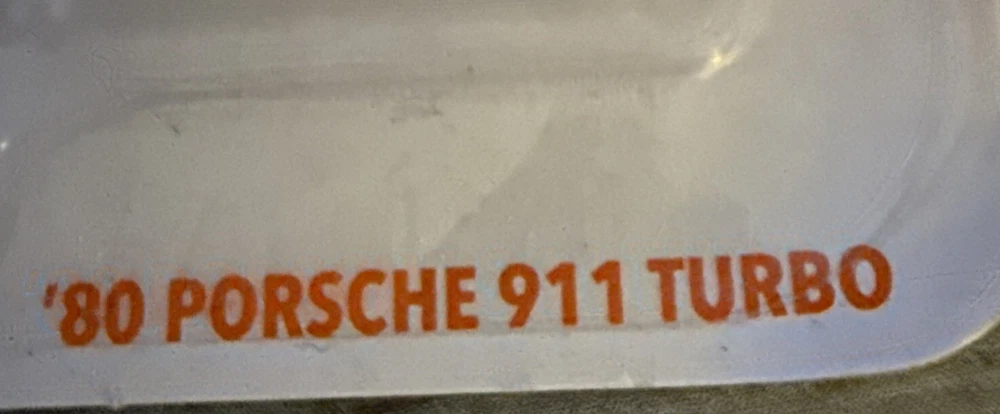 '80 PORSCHE 911 TURBO